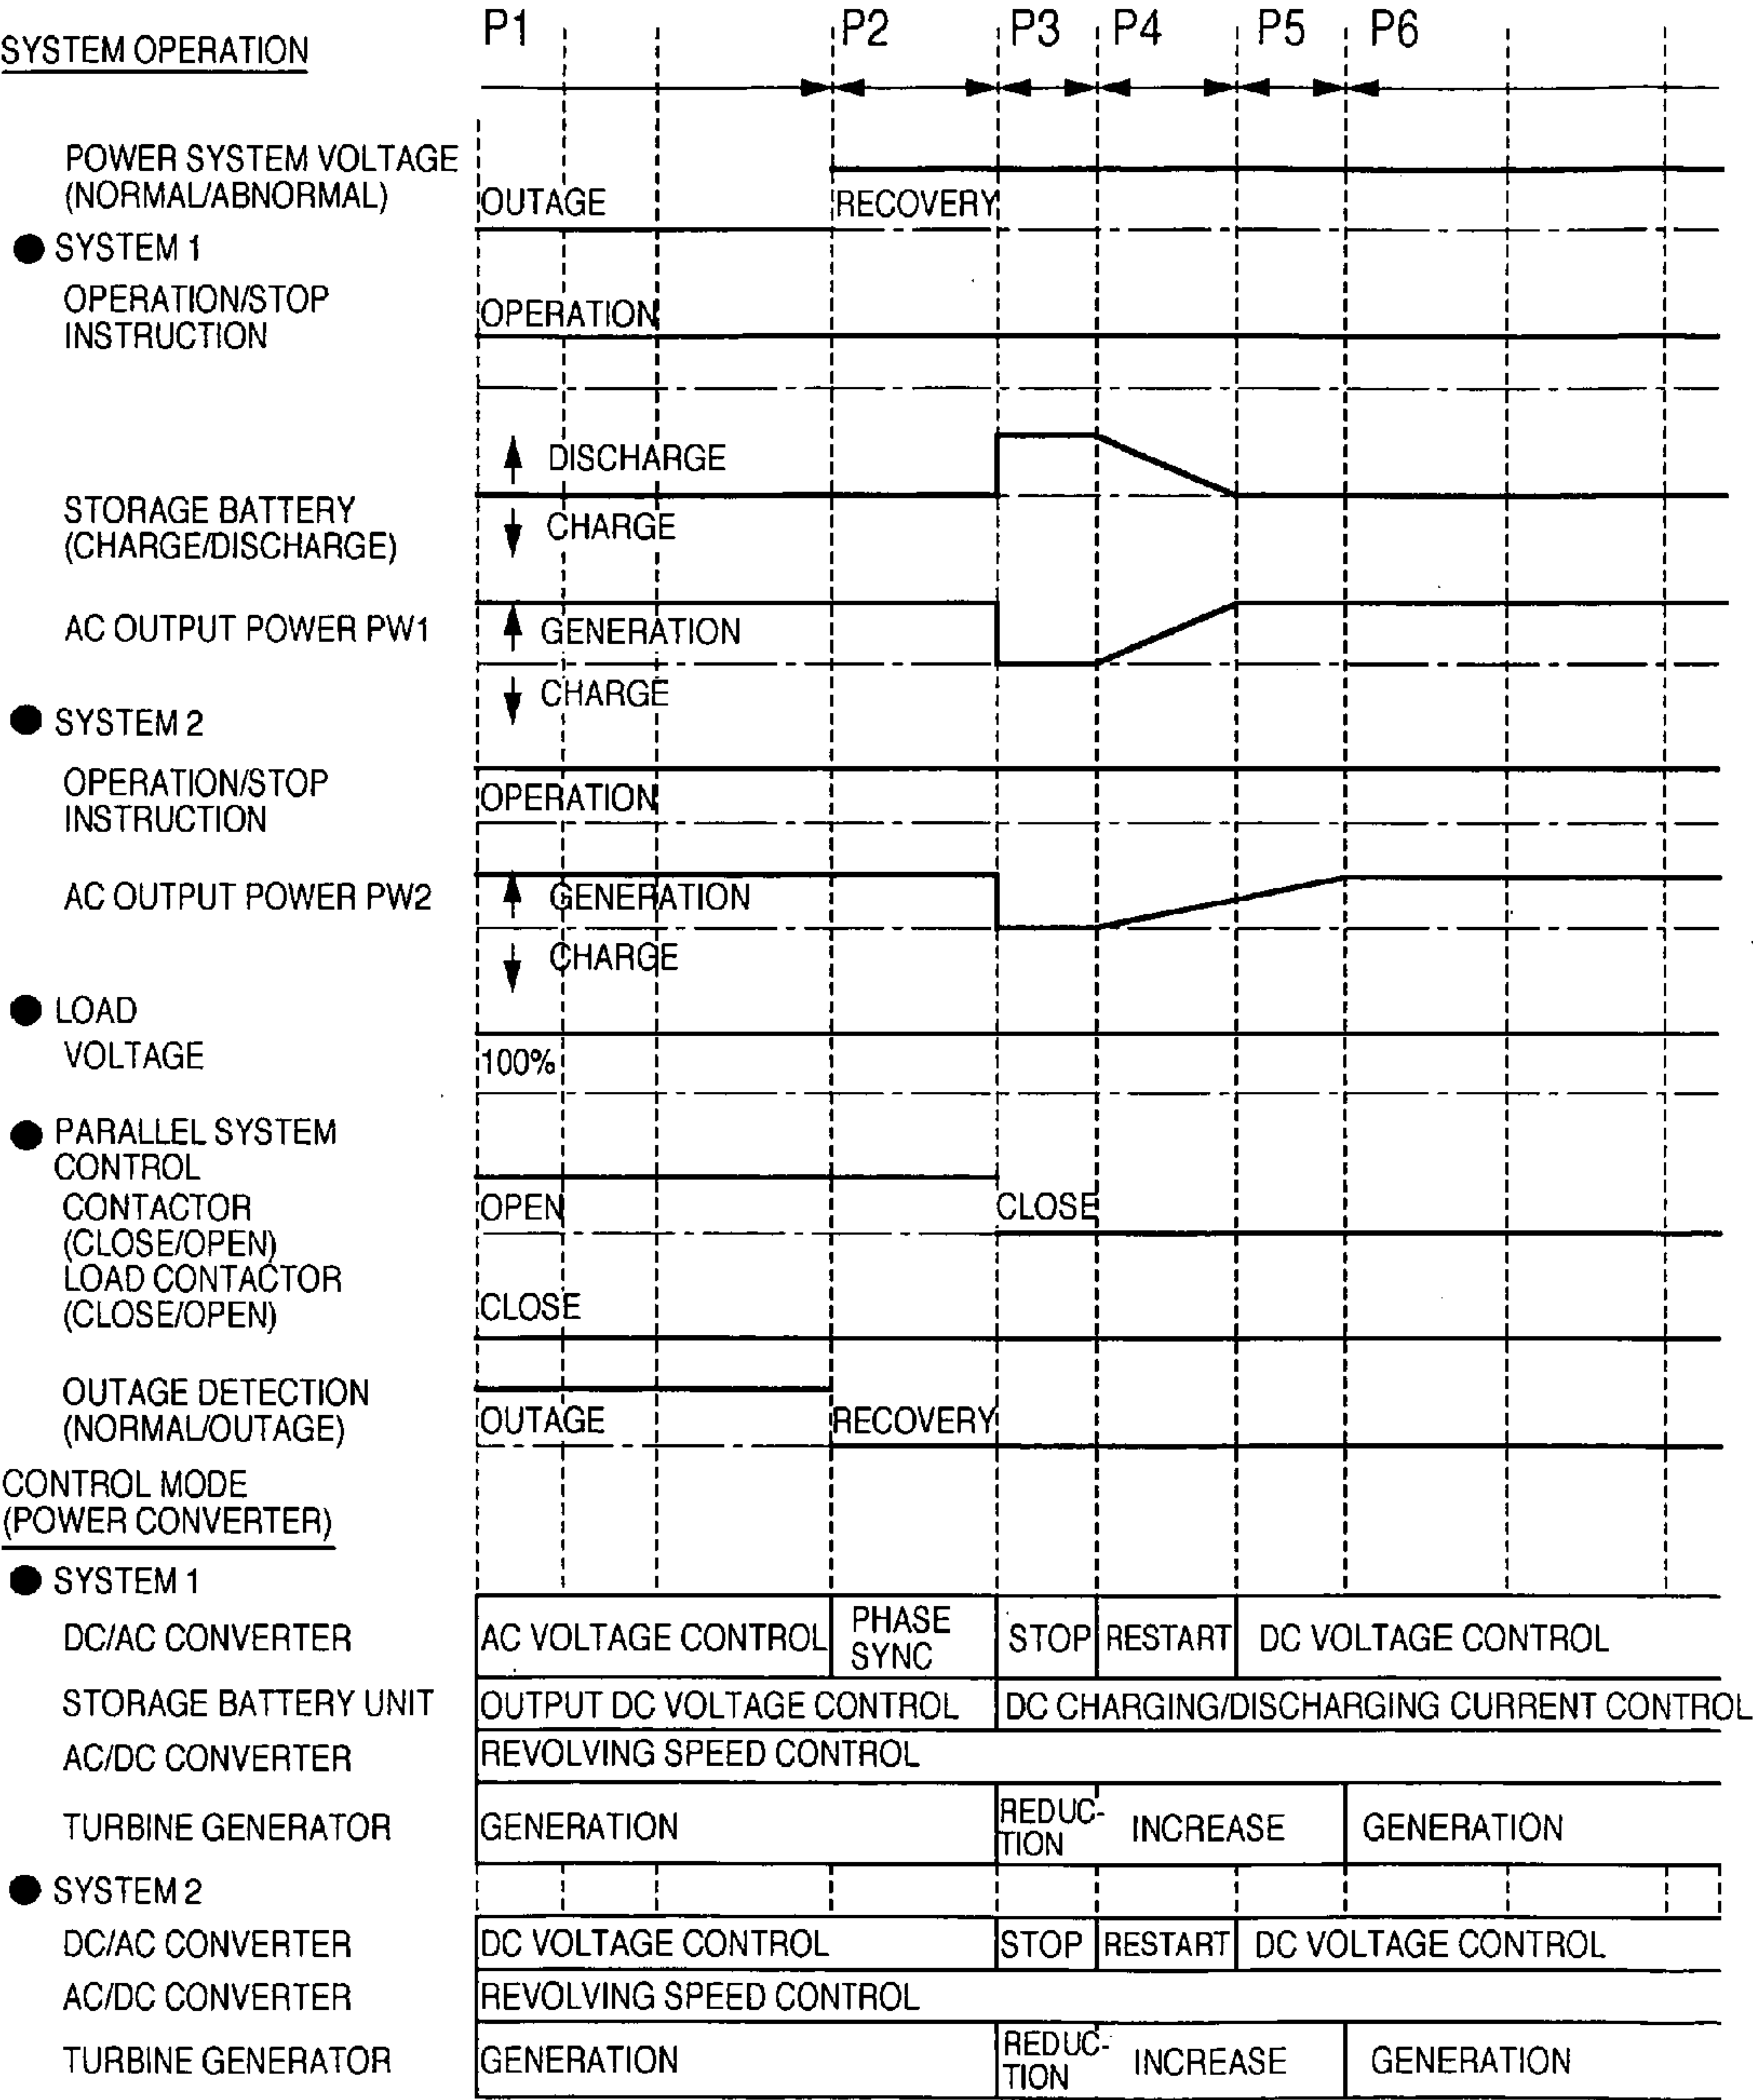 SYSTEM OPERATION
P1 P2 P3 P4 P5 P6
POWER SYSTEM VOLTAGE
(NORMAL/ABNORMAL)
OUTAGE RECOVERY
● SYSTEM 1
OPERATION/STOP
INSTRUCTION
OPERATION
DISCHARGE
STORAGE BATTERY
(CHARGE/DISCHARGE)
CHARGE
AC OUTPUT POWER PW1
GENERATION
CHARGE
● SYSTEM 2
OPERATION/STOP
INSTRUCTION
OPERATION
AC OUTPUT POWER PW2
GENERATION
CHARGE
● LOAD
VOLTAGE
100%
● PARALLEL SYSTEM
CONTROL
CONTACTOR
(CLOSE/OPEN)
OPEN CLOSE
LOAD CONTACTOR
(CLOSE/OPEN)
CLOSE
OUTAGE DETECTION
(NORMAL/OUTAGE)
OUTAGE RECOVERY
CONTROL MODE
(POWER CONVERTER)
● SYSTEM 1
DC/AC CONVERTER
AC VOLTAGE CONTROL
PHASE
SYNC
STOP
RESTART
DC VOLTAGE CONTROL
STORAGE BATTERY UNIT
OUTPUT DC VOLTAGE CONTROL
DC CHARGING/DISCHARGING CURRENT CONTROL
AC/DC CONVERTER
REVOLVING SPEED CONTROL
TURBINE GENERATOR
GENERATION
REDUC-
TION
INCREASE
GENERATION
● SYSTEM 2
DC/AC CONVERTER
DC VOLTAGE CONTROL
STOP
RESTART
DC VOLTAGE CONTROL
AC/DC CONVERTER
REVOLVING SPEED CONTROL
TURBINE GENERATOR
GENERATION
REDUC-
TION
INCREASE
GENERATION